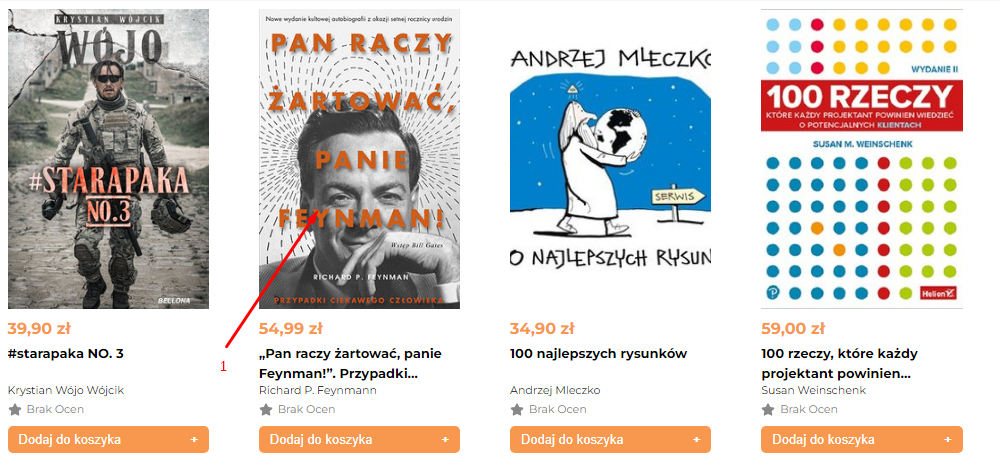 KRYSTIAN WÓJCIK
WÓJO
#STARAPAKA
NO.3
BELLONA
39,90 zł
#starapaka NO. 3
Krystian Wójo Wójcik
Brak Ocen
Dodaj do koszyka +
Nowe wydanie kultowej autobiografii z okazji setnej rocznicy urodzin
PAN RACZY
ŻARTOWAĆ,
PANIE
FEYNMAN!
Wstęp Bill Gates
RICHARD P. FEYNMAN
PRZYPADKI CIEKAWEGO CZŁOWIEKA
1
54,99 zł
„Pan raczy żartować, panie
Feynman!”. Przypadki...
Richard P. Feynmann
Brak Ocen
Dodaj do koszyka +
ANDRZEJ MLECZKO
SERWIS
O NAJLEPSZYCH RYSUN
34,90 zł
100 najlepszych rysunków
Andrzej Mleczko
Brak Ocen
Dodaj do koszyka +
WYDANIE II
100 RZECZY
KTÓRE KAŻDY PROJEKTANT POWINIEN WIEDZIEĆ
O POTENCJALNYCH KLIENTACH
SUSAN M. WEINSCHENK
P
Helion
59,00 zł
100 rzeczy, które każdy
projektant powinien...
Susan Weinschenk
Brak Ocen
Dodaj do koszyka +